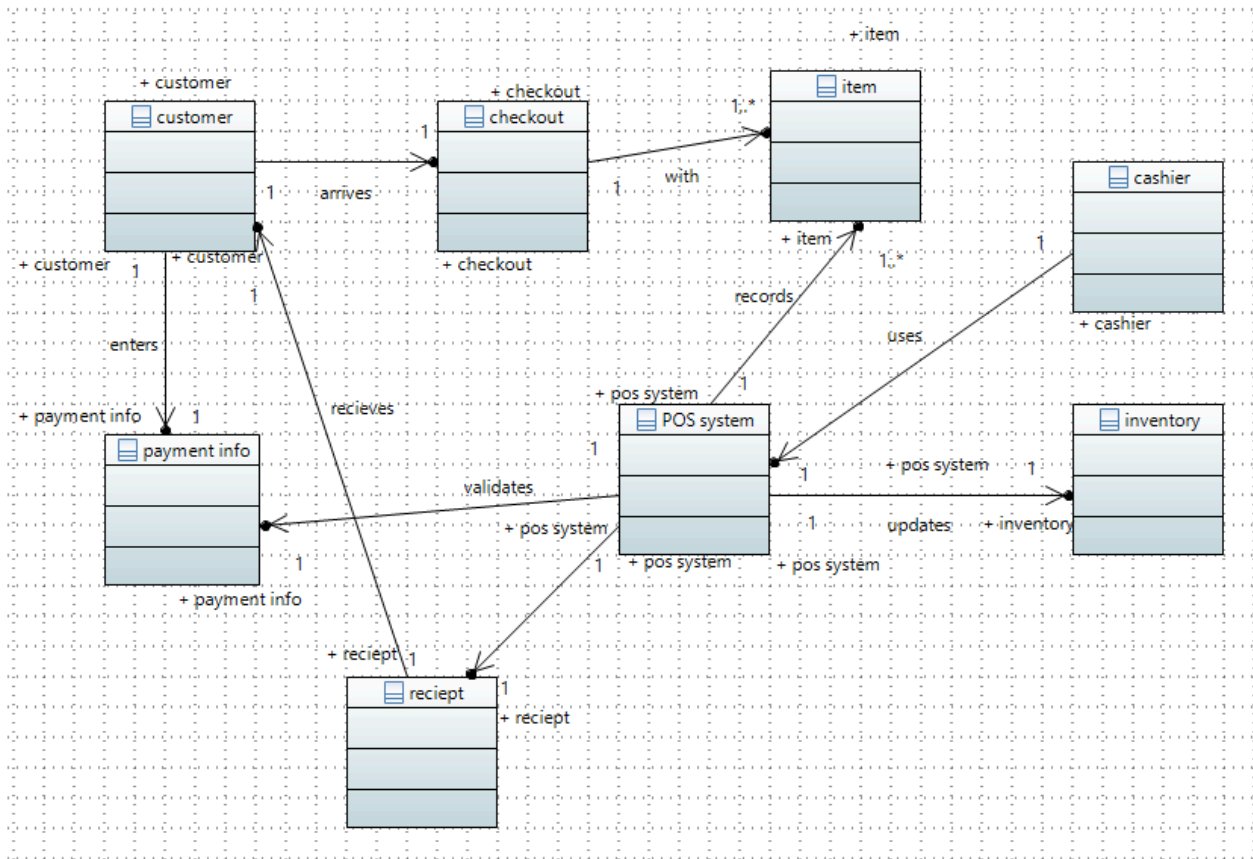 + item
+ customer
item
+ checkout
customer
checkout
1..*
1
cashier
with
1
1
arrives
+ item
1
+ customer
1
+ customer
+ checkout
1..*
1
records
+ cashier
uses
enters
1
+ pos system
recieves
+ payment info
1
POS system
inventory
payment info
1
+ pos system
1
1
validates
+ pos system
1
updates
+ inventory
1
+ pos system
1
+ pos system
+ payment info
+ reciept
1
reciept
1
+ reciept